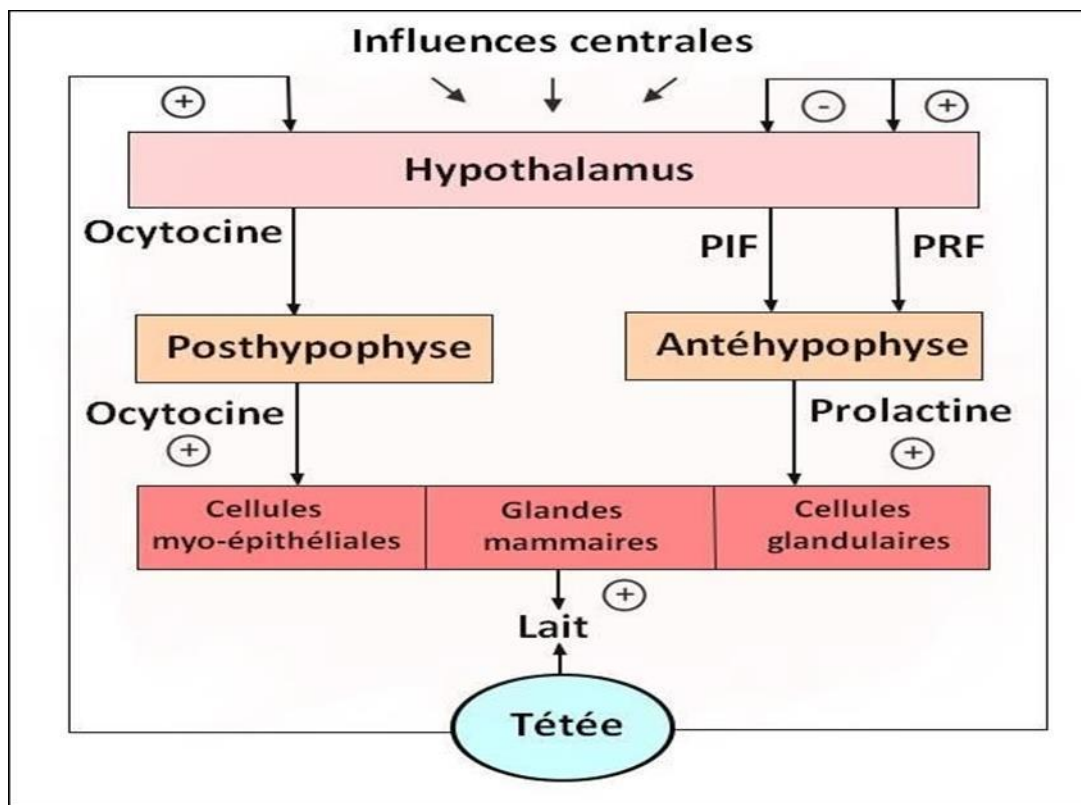 Influences centrales
+
-
+
Hypothalamus
Ocytocine
PIF
PRF
Posthypophyse
Antéhypophyse
Ocytocine
+
Prolactine
+
Cellules
myo-épithéliales
Glandes
mammaires
Cellules
glandulaires
+
Lait
Tétée